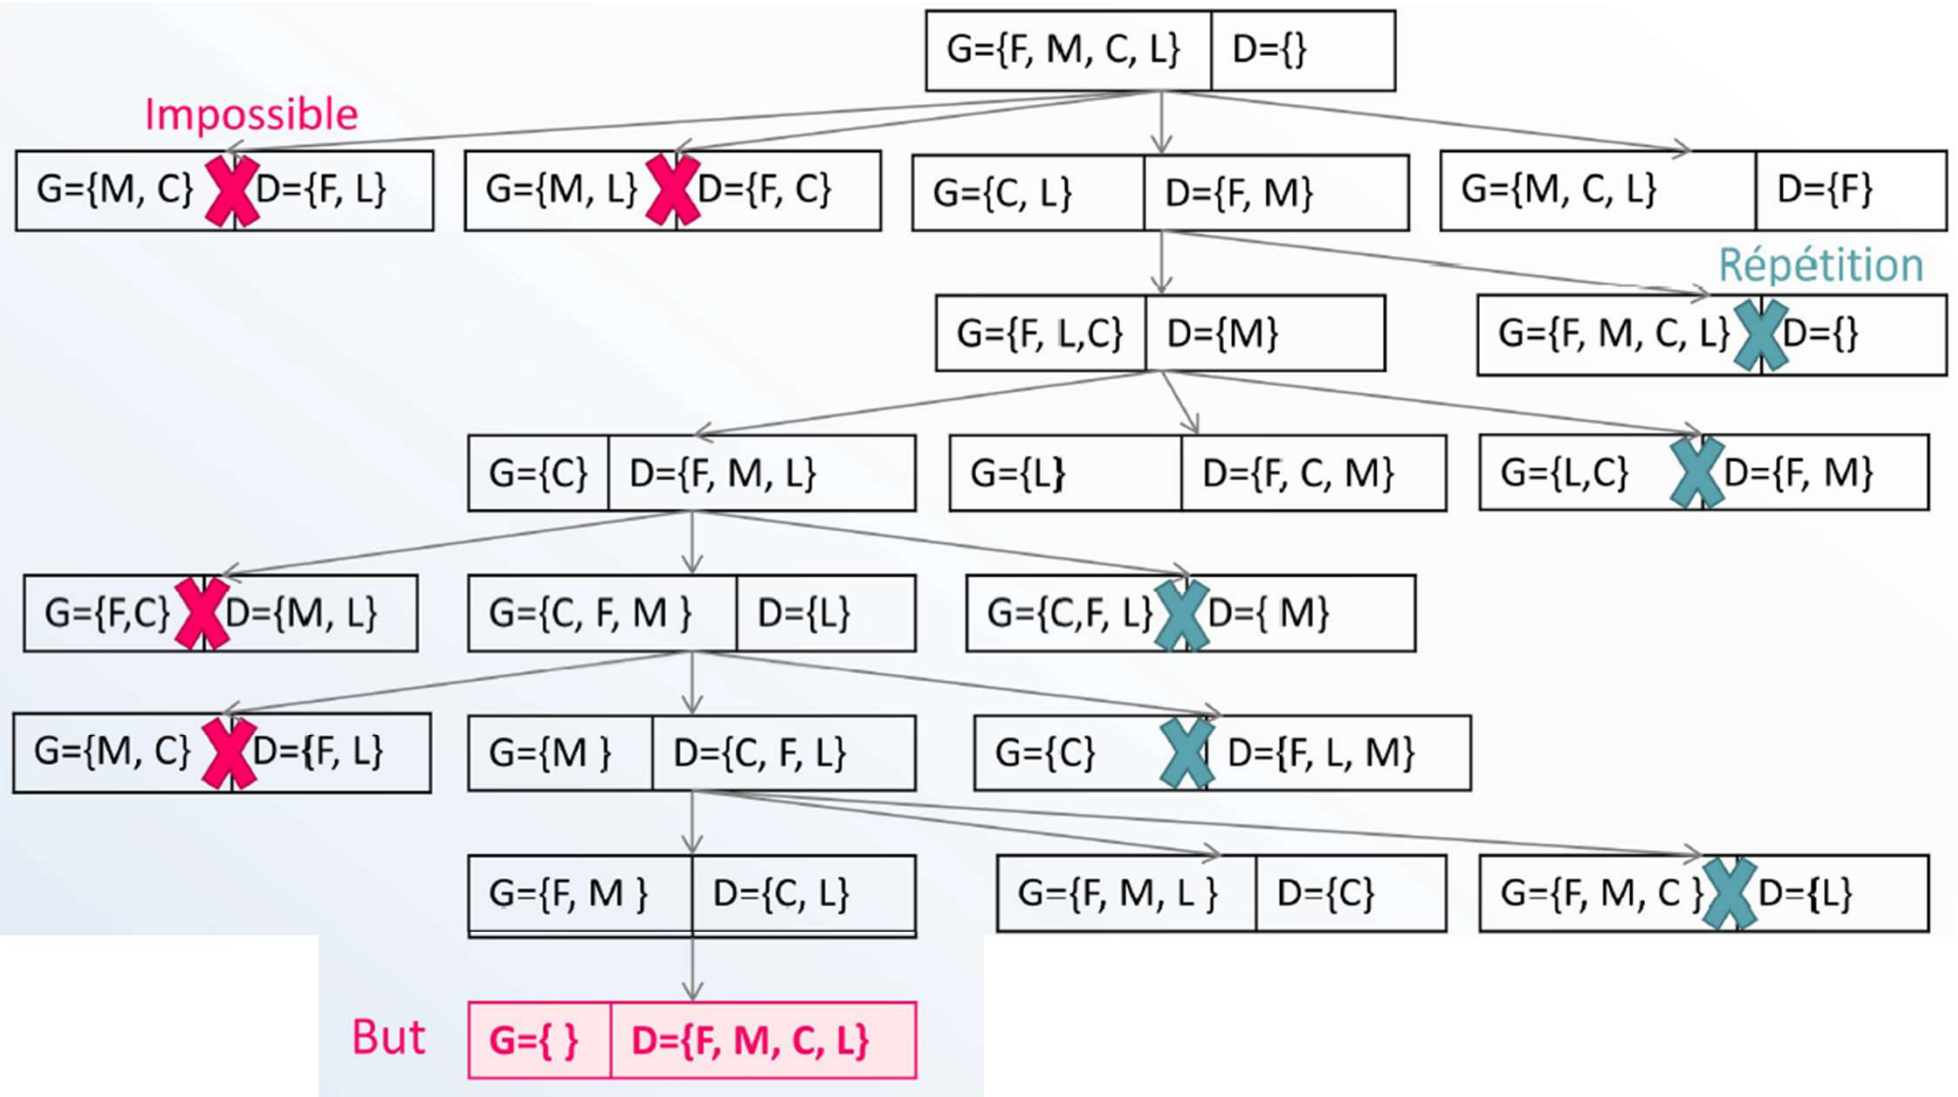 G={F, M, C, L} D={}
Impossible
G={M, C} D={F, L} G={M, L} D={F, C} G={C, L} D={F, M} G={M, C, L} D={F}
Répétition
G={F, L,C} D={M} G={F, M, C, L} D={}
G={C} D={F, M, L} G={L} D={F, C, M} G={L,C} D={F, M}
G={F,C} D={M, L} G={C, F, M } D={L} G={C,F, L} D={ M}
G={M, C} D={F, L} G={M } D={C, F, L} G={C} D={F, L, M}
G={F, M } D={C, L} G={F, M, L } D={C} G={F, M, C } D={L}
But G={ } D={F, M, C, L}